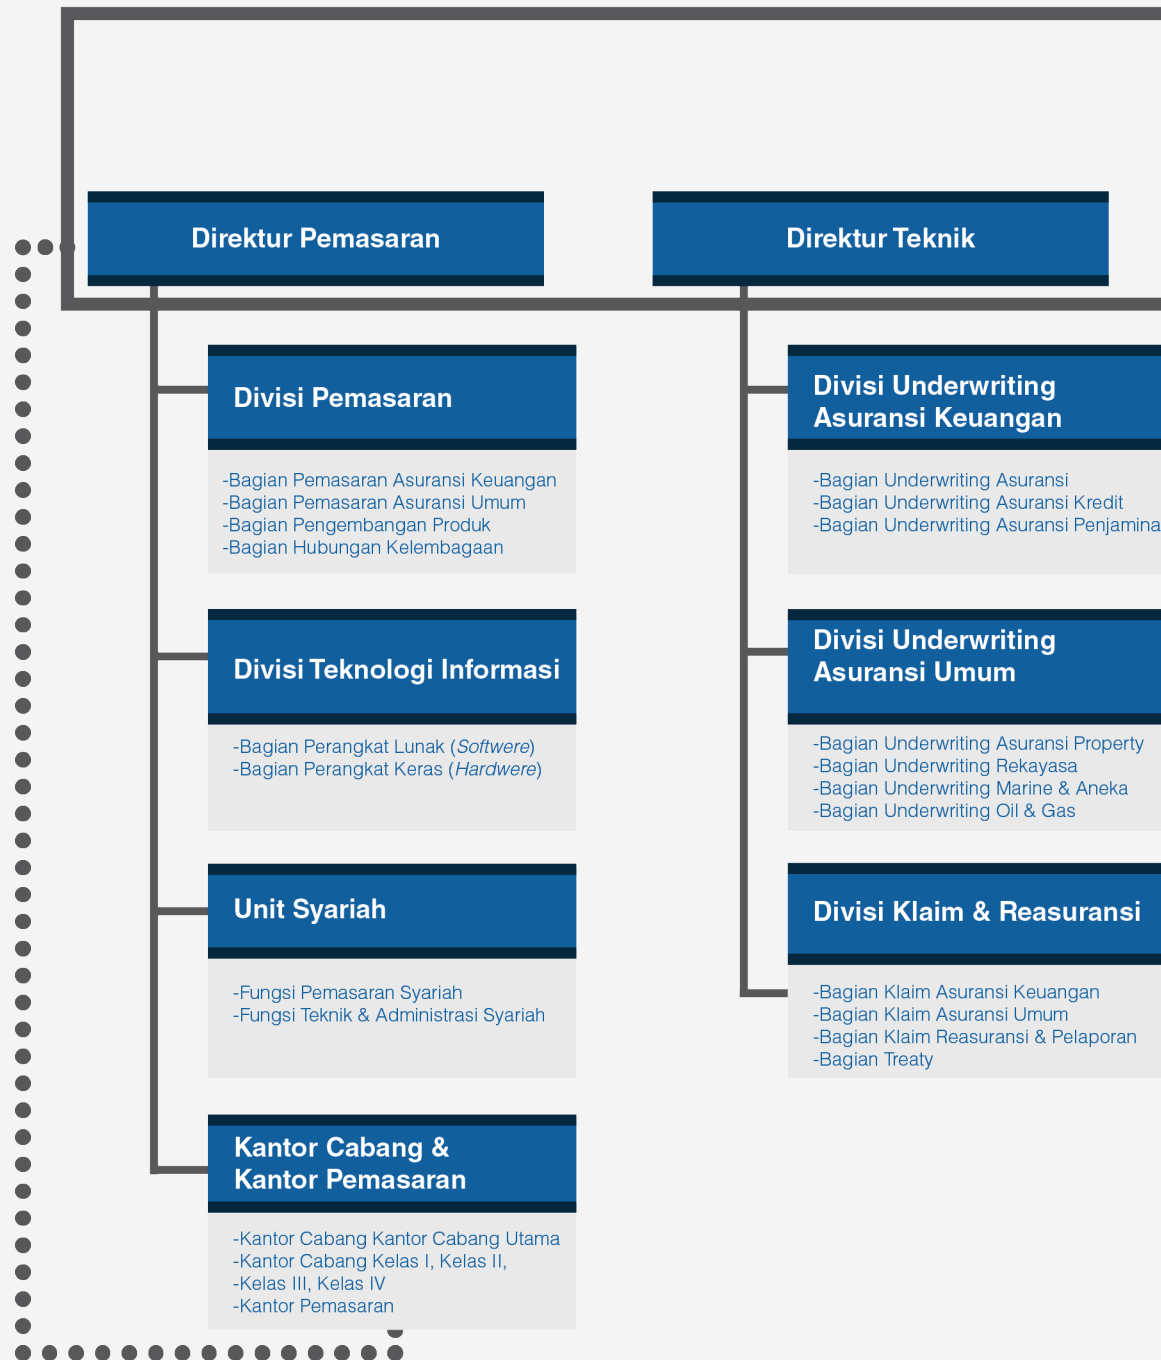 Direktur Pemasaran
Divisi Pemasaran
-Bagian Pemasaran Asuransi Keuangan
-Bagian Pemasaran Asuransi Umum
-Bagian Pengembangan Produk
-Bagian Hubungan Kelembagaan
Divisi Teknologi Informasi
-Bagian Perangkat Lunak (Softwere)
-Bagian Perangkat Keras (Hardwere)
Unit Syariah
-Fungsi Pemasaran Syariah
-Fungsi Teknik & Administrasi Syariah
Kantor Cabang &
Kantor Pemasaran
-Kantor Cabang Kantor Cabang Utama
-Kantor Cabang Kelas I, Kelas II,
-Kelas III, Kelas IV
-Kantor Pemasaran
Direktur Teknik
Divisi Underwriting
Asuransi Keuangan
-Bagian Underwriting Asuransi
-Bagian Underwriting Asuransi Kredit
-Bagian Underwriting Asuransi Penjamina
Divisi Underwriting
Asuransi Umum
-Bagian Underwriting Asuransi Property
-Bagian Underwriting Rekayasa
-Bagian Underwriting Marine & Aneka
-Bagian Underwriting Oil & Gas
Divisi Klaim & Reasuransi
-Bagian Klaim Asuransi Keuangan
-Bagian Klaim Asuransi Umum
-Bagian Klaim Reasuransi & Pelaporan
-Bagian Treaty